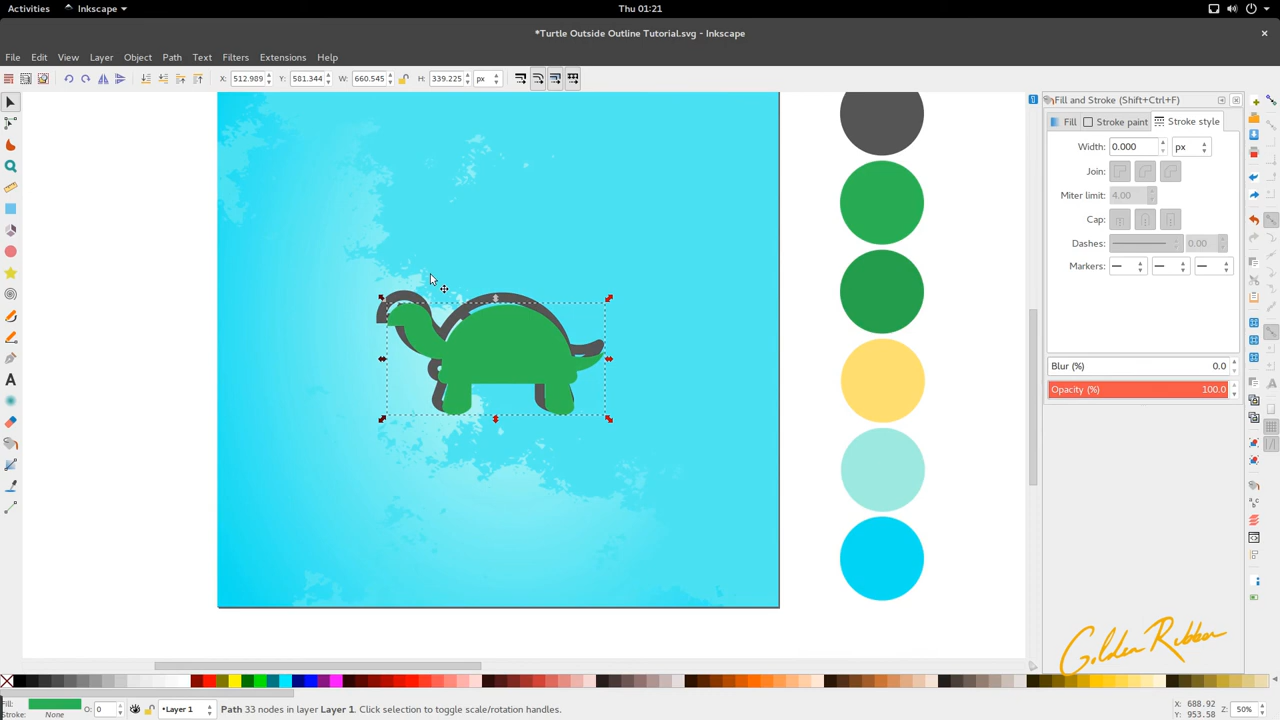 Activities Inkscape Thu 01:21
*Turtle Outside Outline Tutorial.svg - Inkscape
File Edit View Layer Object Path Text Filters Extensions Help
X: 512.989 Y: 581.344 W: 660.545 H: 339.225 px
Fill and Stroke (Shift+Ctrl+F)
Fill Stroke paint Stroke style
Width: 0.000 px
Join:
Miter limit: 4.00
Cap:
Dashes: 0.00
Markers:
Blur (%) 0.0
Opacity (%) 100.0
Golden Ribbon
Fill:
Stroke: None
O: 0
•Layer 1
Path 33 nodes in layer Layer 1. Click selection to toggle scale/rotation handles.
X: 688.92
Y: 953.58
Z: 50%